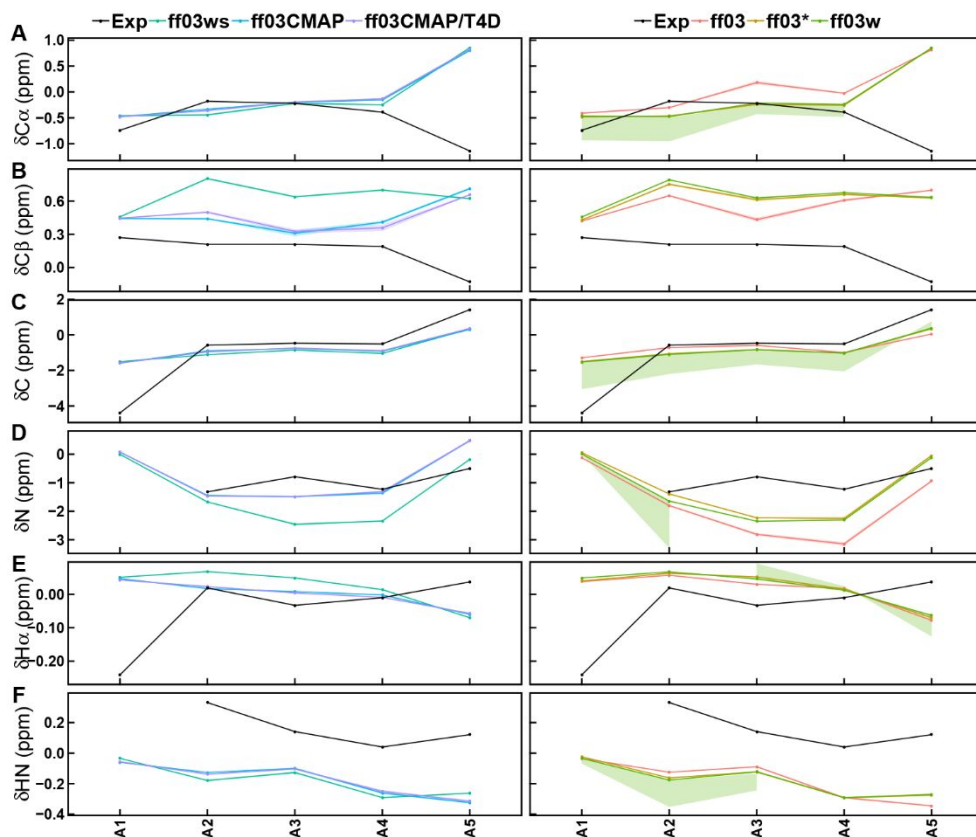 Exp ff03ws ff03CMAP ff03CMAP/T4D Exp ff03 ff03* ff03w
A
δCα (ppm)
1.0
0.5
0.0
−0.5
−1.0
B
δCβ (ppm)
0.6
0.3
0.0
C
δC (ppm)
2
0
−2
−4
D
δN (ppm)
0
−1
−2
−3
E
δHα (ppm)
0.00
−0.10
−0.20
F
δHN (ppm)
0.2
0.0
−0.2
−0.4
A1 A2 A3 A4 A5 A1 A2 A3 A4 A5